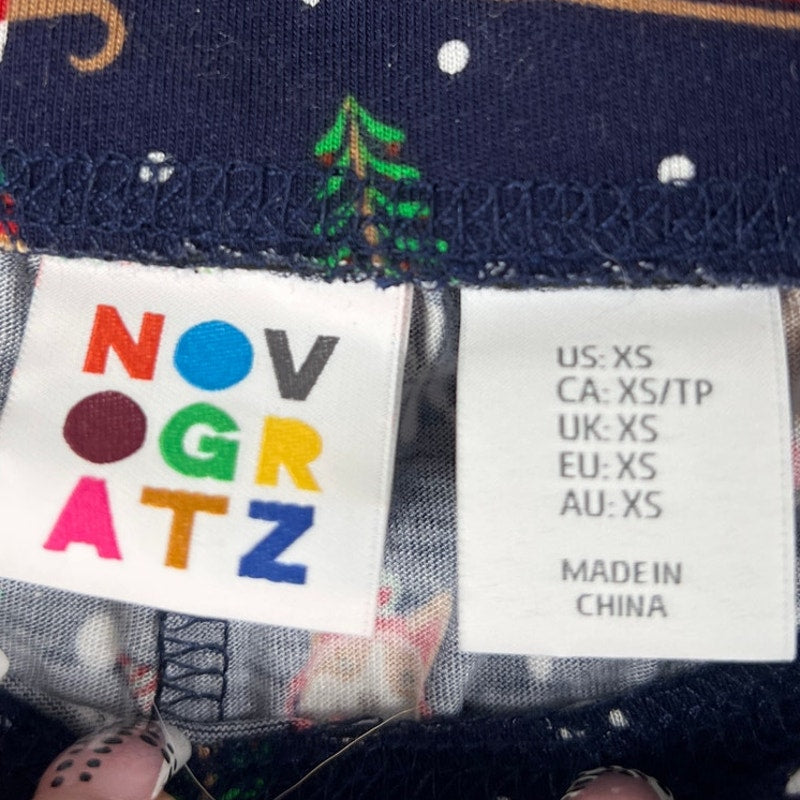 NOV
OGR
ATZ
US: XS
CA: XS/TP
UK: XS
EU: XS
AU: XS
MADE IN
CHINA